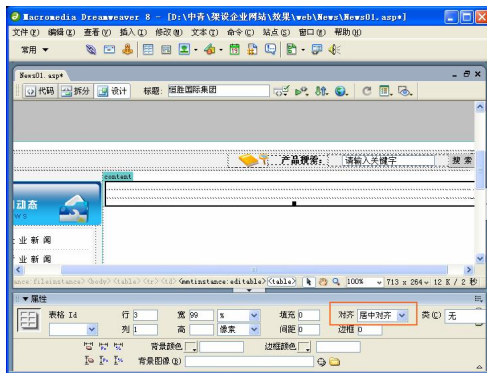 Macromedia Dreamweaver 8 - [D:\中青\架设企业网站\效果\web\News\News01.asp*]
文件(F) 编辑(E) 查看(V) 插入(I) 修改(M) 文本(T) 命令(C) 站点(S) 窗口(W) 帮助(H)
常用
News01.asp*
代码 拆分 设计 标题: 恒胜国际集团
产品搜索: 请输入关键字 搜 索
content
动态
WS
业新闻
业新闻
<body> <table> <tr> <td> <mmtinstance:editable> <table> 100% 713 x 264 12 K / 2 秒
属性
表格 Id 行 3 宽 99 % 填充 0 对齐 居中对齐 类(C) 无
列 1 高 像素 间距 0 边框 0
背景颜色 边框颜色
背景图像(B)